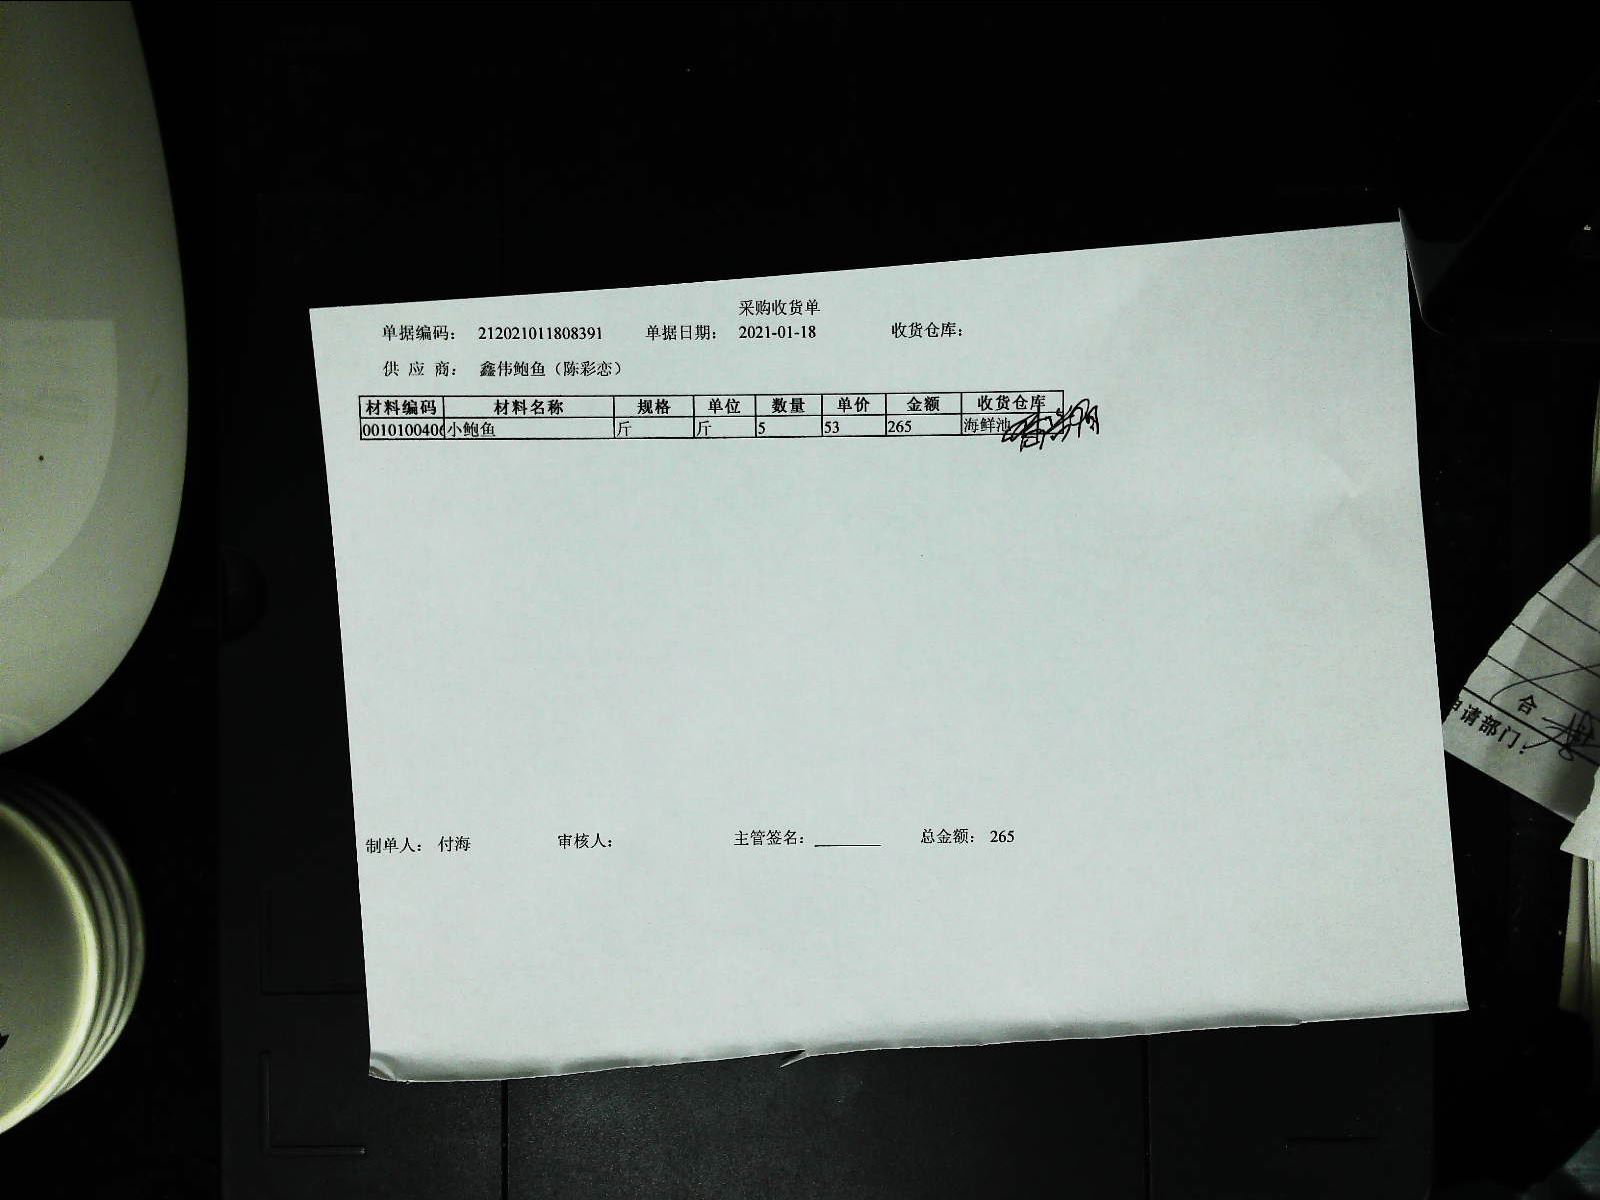 采购收货单
单据编码： 212021011808391 单据日期： 2021-01-18 收货仓库：
供 应 商： 鑫伟鲍鱼（陈彩恋）
材料编码 材料名称 规格 单位 数量 单价 金额 收货仓库
0010100406 小鲍鱼 斤 斤 5 53 265 海鲜池
制单人： 付海 审核人： 主管签名： 总金额： 265
合
申请部门：